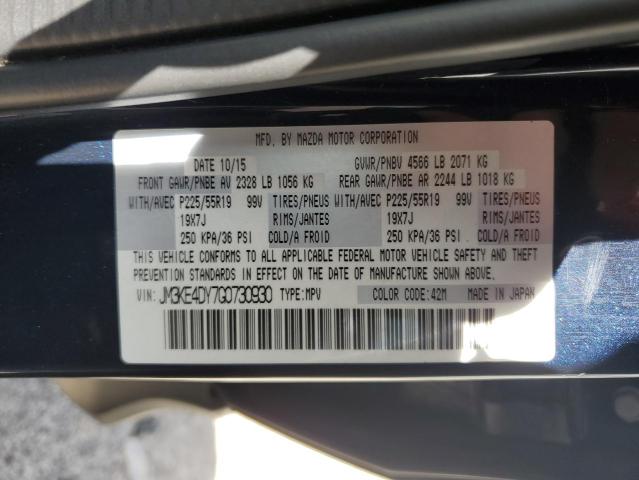 MFD. BY MAZDA MOTOR CORPORATION
DATE 10/15 GVWR/PNBV 4566 LB 2071 KG
FRONT GAWR/PNBE AV 2328 LB 1056 KG REAR GAWR/PNBE AR 2244 LB 1018 KG
WITH/AVEC P225/55R19 99V TIRES/PNEUS WITH/AVEC P225/55R19 99V TIRES/PNEUS
19X7J RIMS/JANTES 19X7J RIMS/JANTES
250 KPA/36 PSI COLD/A FROID 250 KPA/36 PSI COLD/A FROID
THIS VEHICLE CONFORMS TO ALL APPLICABLE FEDERAL MOTOR VEHICLE SAFETY AND THEFT
PREVENTION STANDARDS IN EFFECT ON THE DATE OF MANUFACTURE SHOWN ABOVE.
VIN: JM3KE4DY7G0730930 TYPE:MPV COLOR CODE:42M MADE IN JAPAN